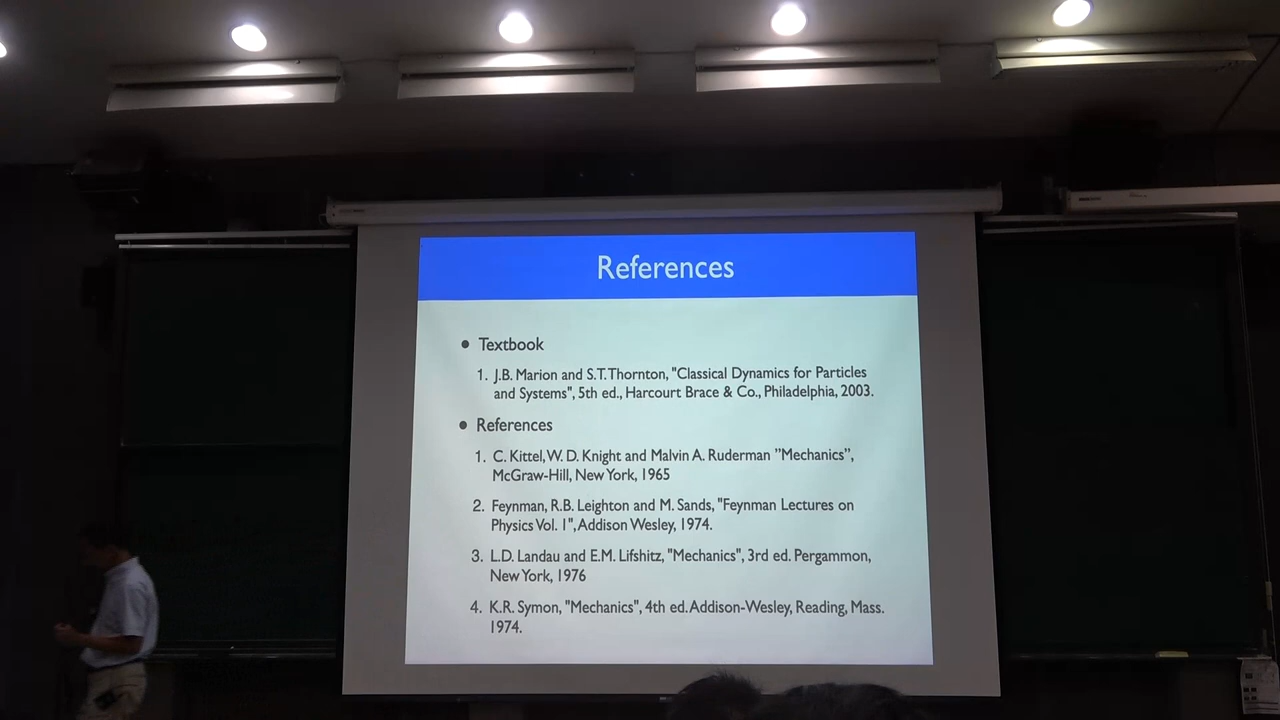 References
• Textbook
1. J.B. Marion and S.T. Thornton, "Classical Dynamics for Particles
and Systems", 5th ed., Harcourt Brace & Co., Philadelphia, 2003.
• References
1. C. Kittel, W. D. Knight and Malvin A. Ruderman ”Mechanics”,
McGraw-Hill, New York, 1965
2. Feynman, R.B. Leighton and M. Sands, "Feynman Lectures on
Physics Vol. 1", Addison Wesley, 1974.
3. L.D. Landau and E.M. Lifshitz, "Mechanics", 3rd ed. Pergammon,
New York, 1976
4. K.R. Symon, "Mechanics", 4th ed. Addison-Wesley, Reading, Mass.
1974.